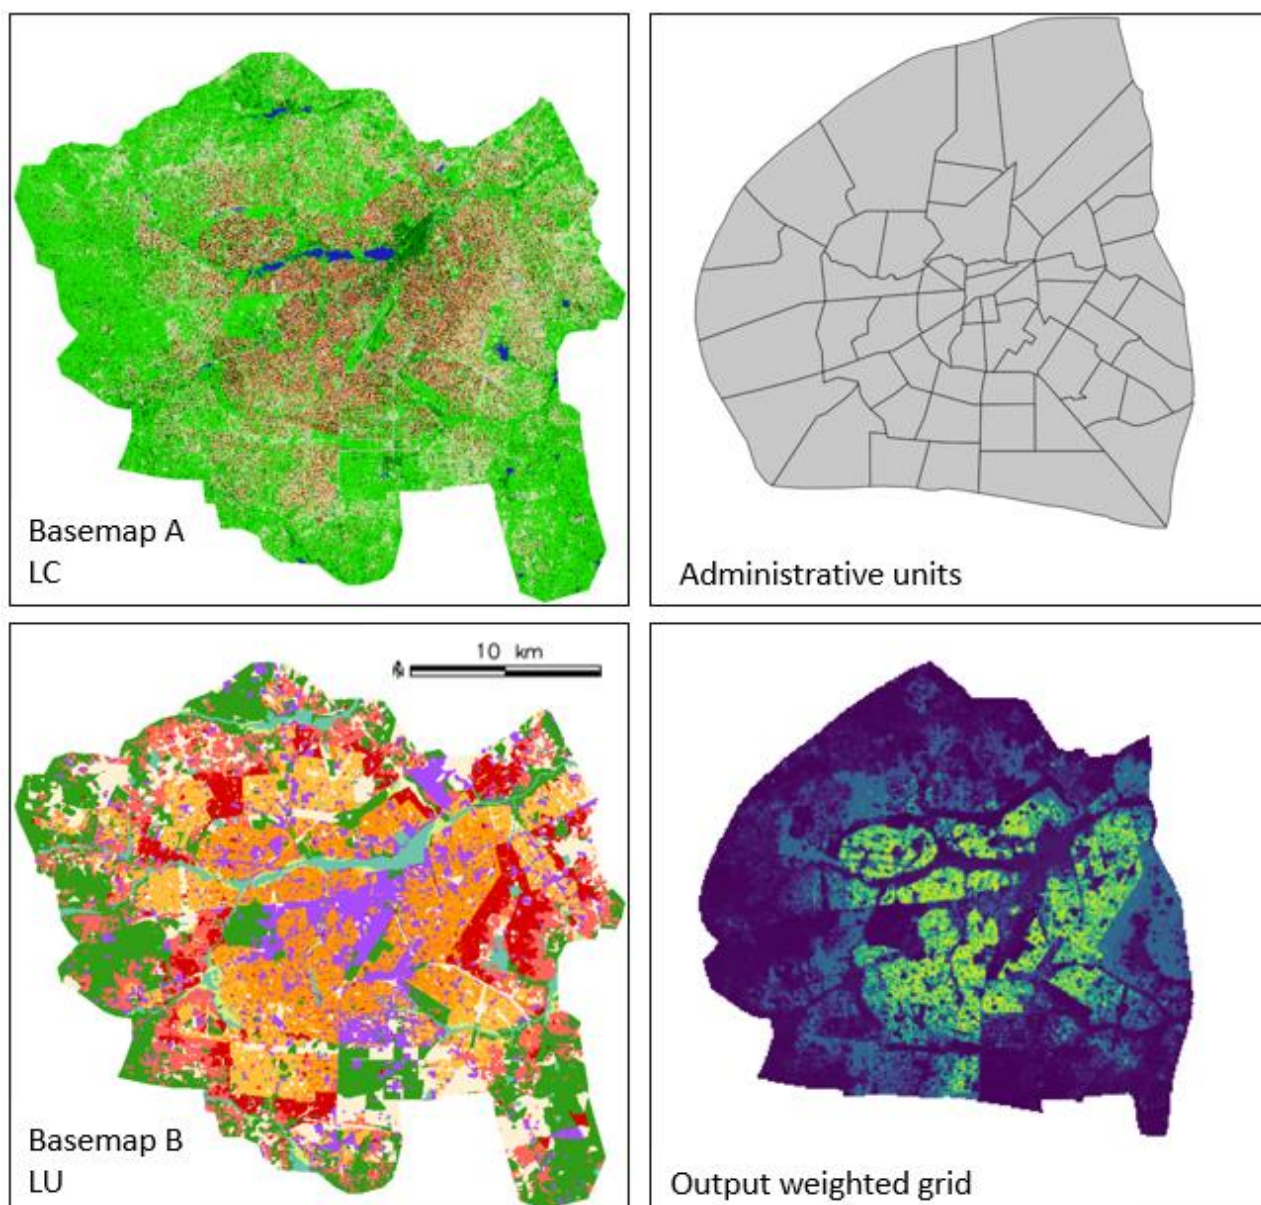 Basemap A
LC
Administrative units
10 km
Basemap B
LU
Output weighted grid